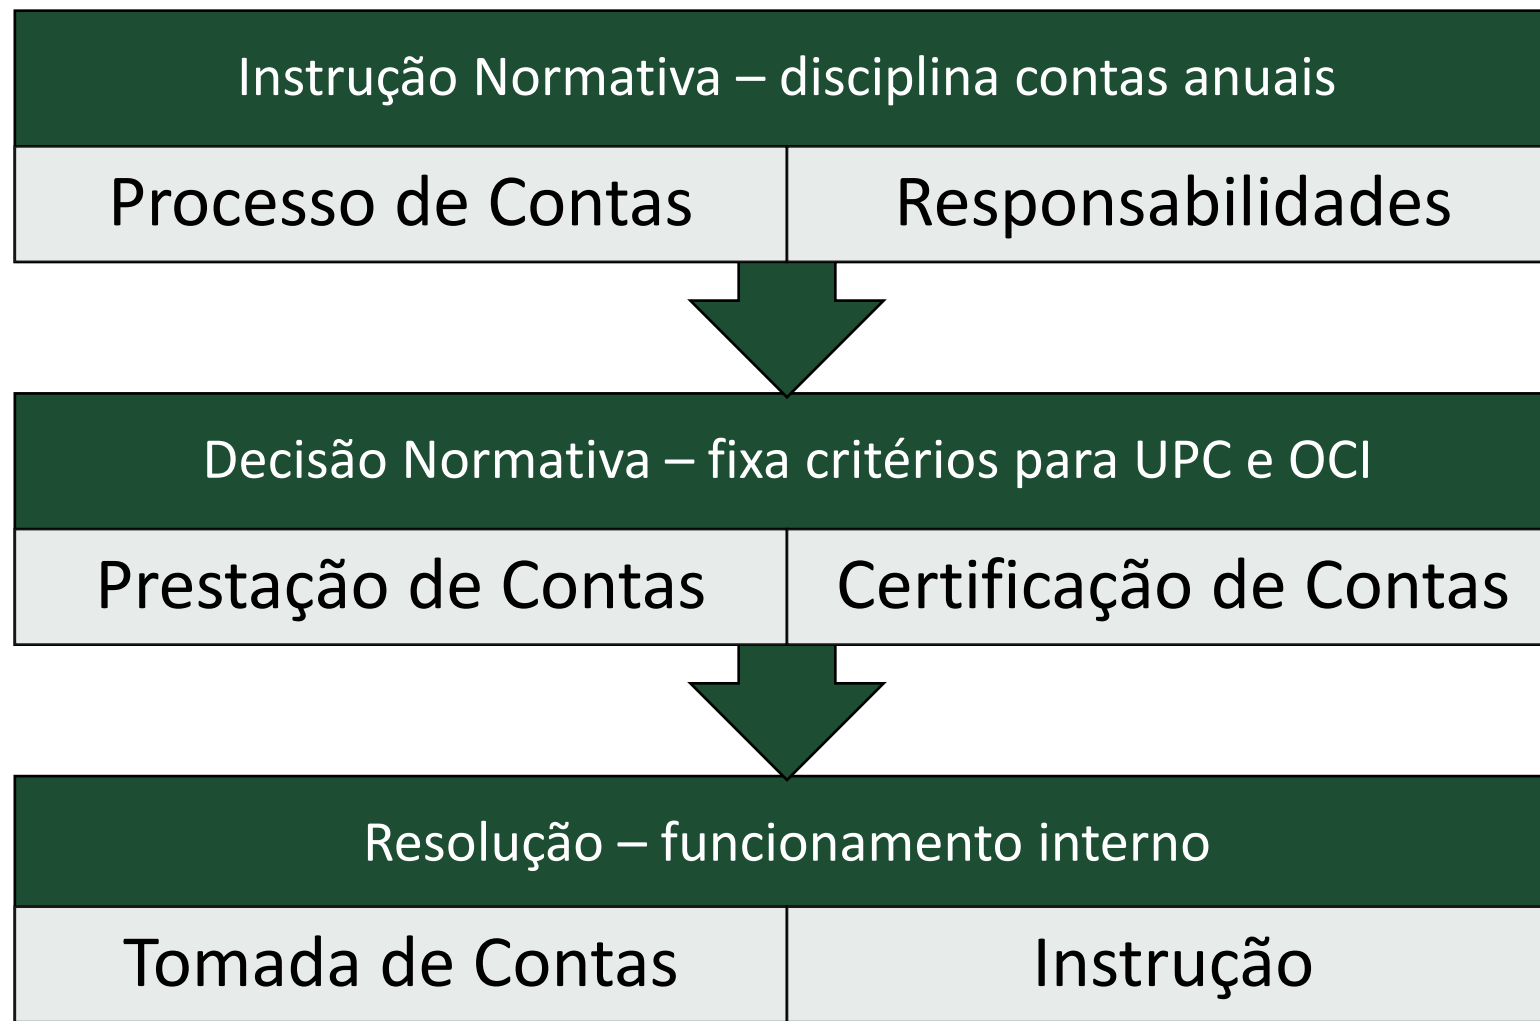 Instrução Normativa – disciplina contas anuais
Processo de Contas
Responsabilidades
Decisão Normativa – fixa critérios para UPC e OCI
Prestação de Contas
Certificação de Contas
Resolução – funcionamento interno
Tomada de Contas
Instrução